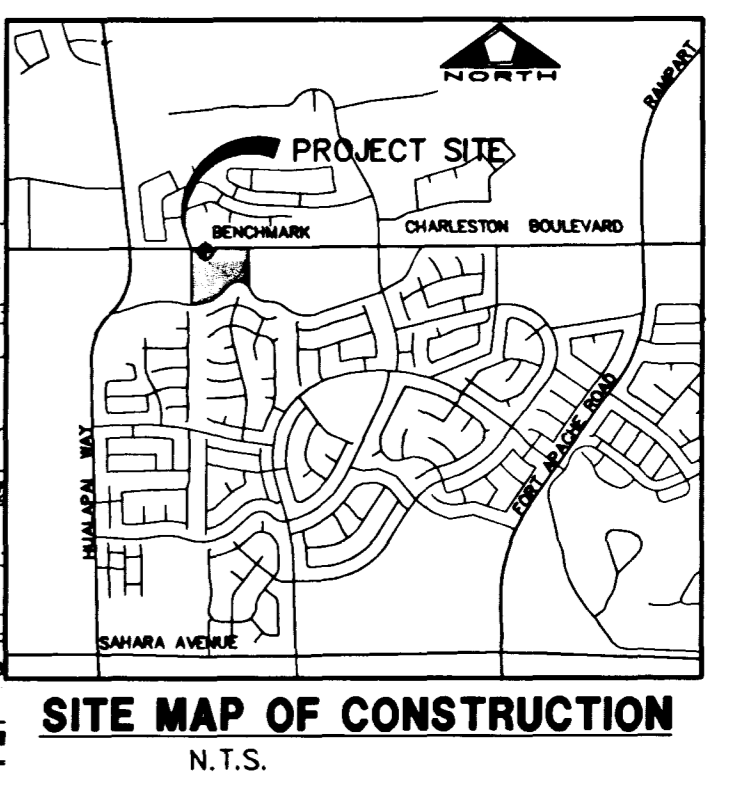 NORTH
RAMPART
PROJECT SITE
BENCHMARK
CHARLESTON BOULEVARD
HUALAPAI WAY
FORT APACHE ROAD
SAHARA AVENUE
SITE MAP OF CONSTRUCTION
N.T.S.